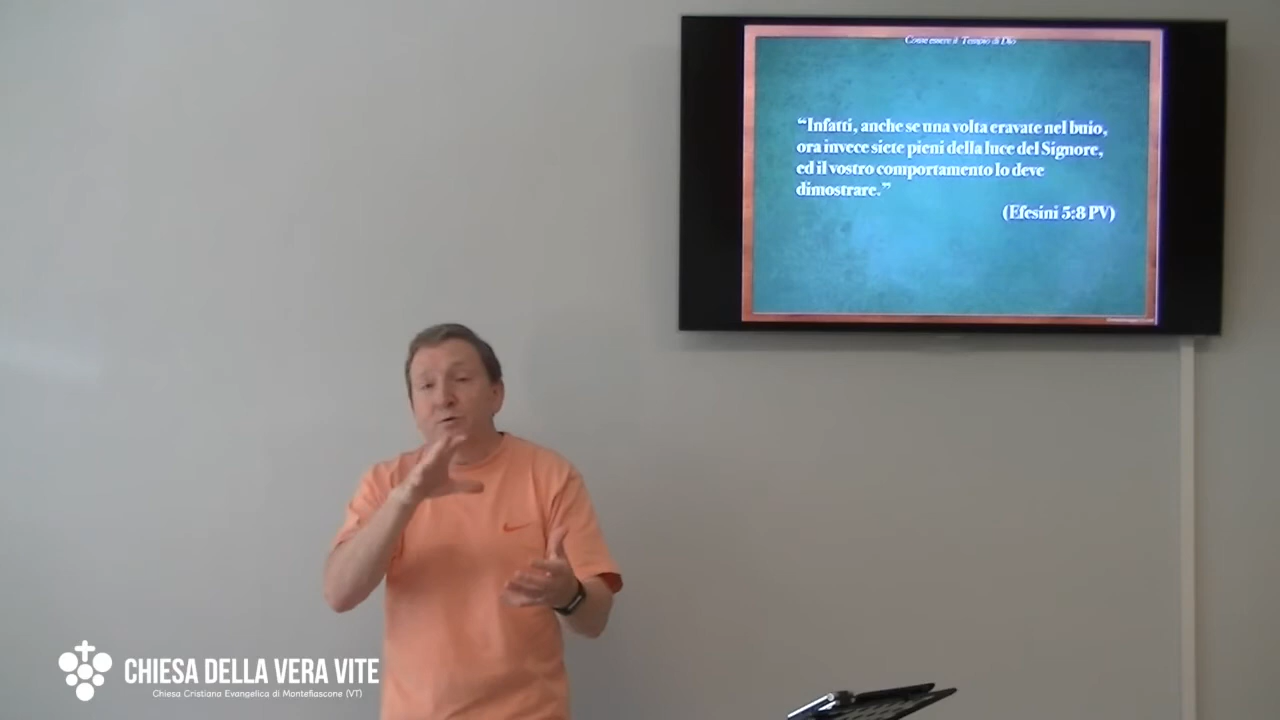 Come essere il Tempio di Dio
“Infatti, anche se una volta eravate nel buio,
ora invece siete pieni della luce del Signore,
ed il vostro comportamento lo deve
dimostrare.”
(Efesini 5:8 PV)
CHIESA DELLA VERA VITE
Chiesa Cristiana Evangelica di Montefiascone (VT)